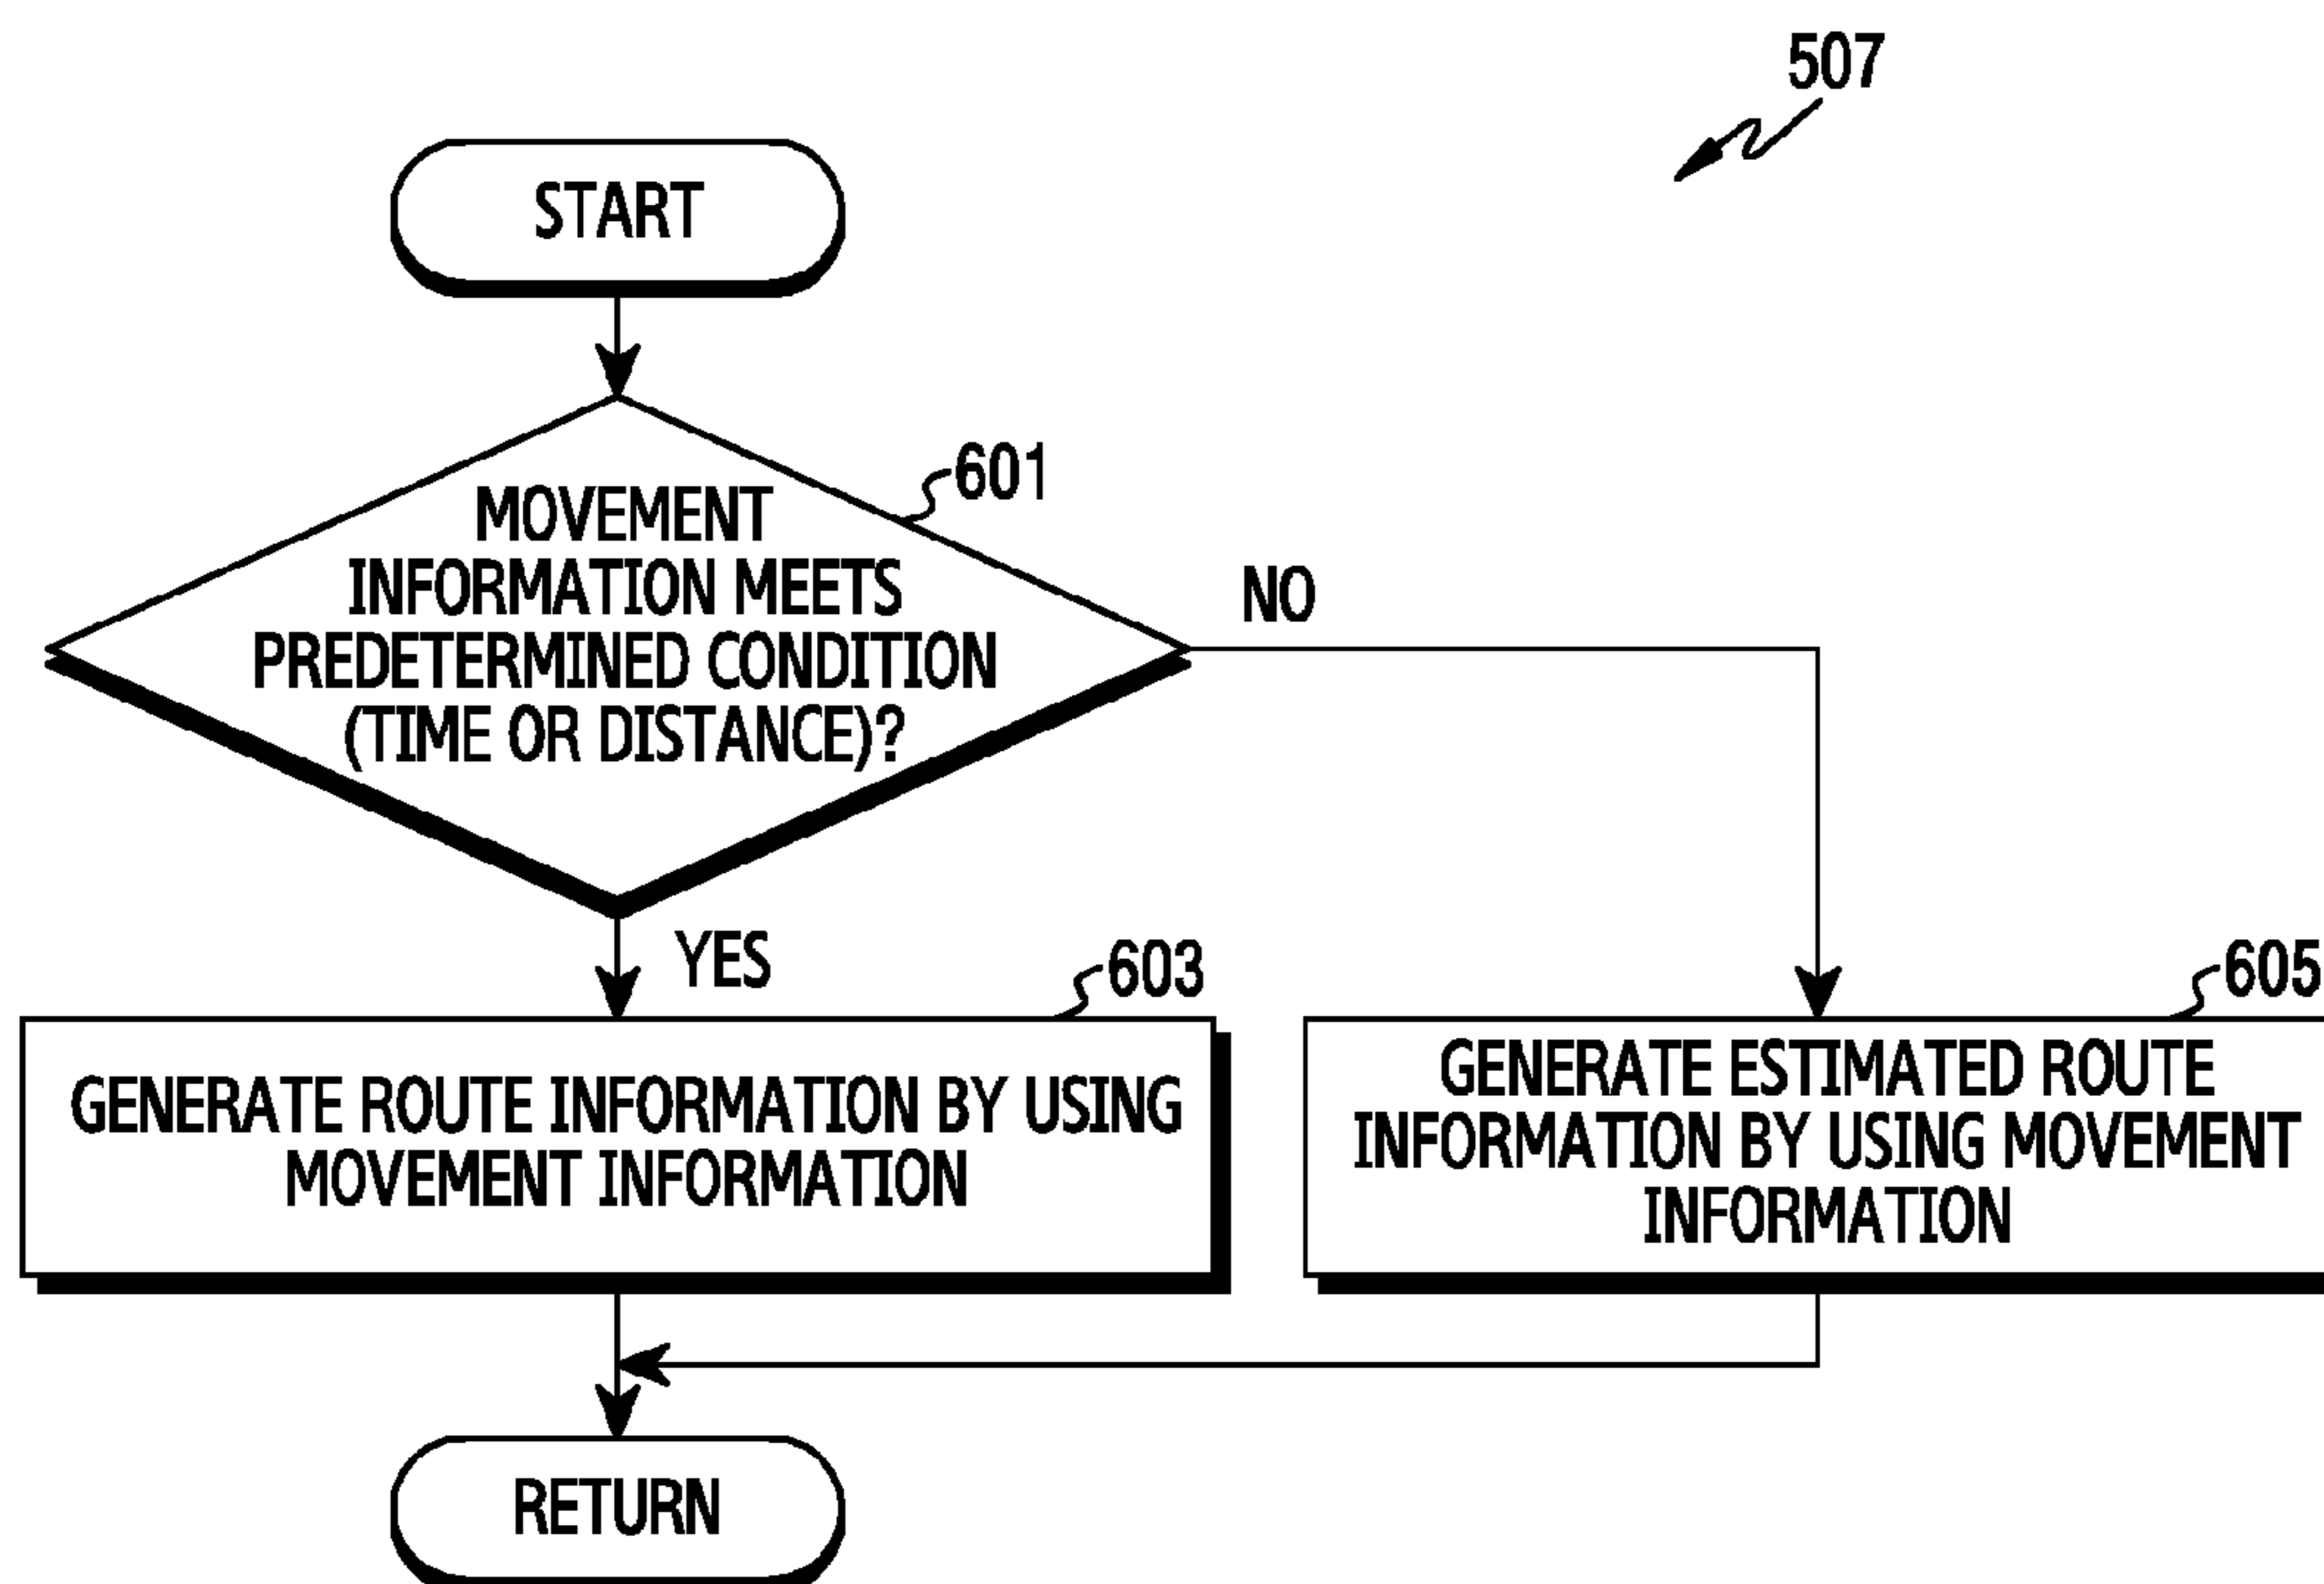 507
START
601
MOVEMENT
INFORMATION MEETS
PREDETERMINED CONDITION
(TIME OR DISTANCE)?
NO
YES
603
GENERATE ROUTE INFORMATION BY USING
MOVEMENT INFORMATION
605
GENERATE ESTIMATED ROUTE
INFORMATION BY USING MOVEMENT
INFORMATION
RETURN